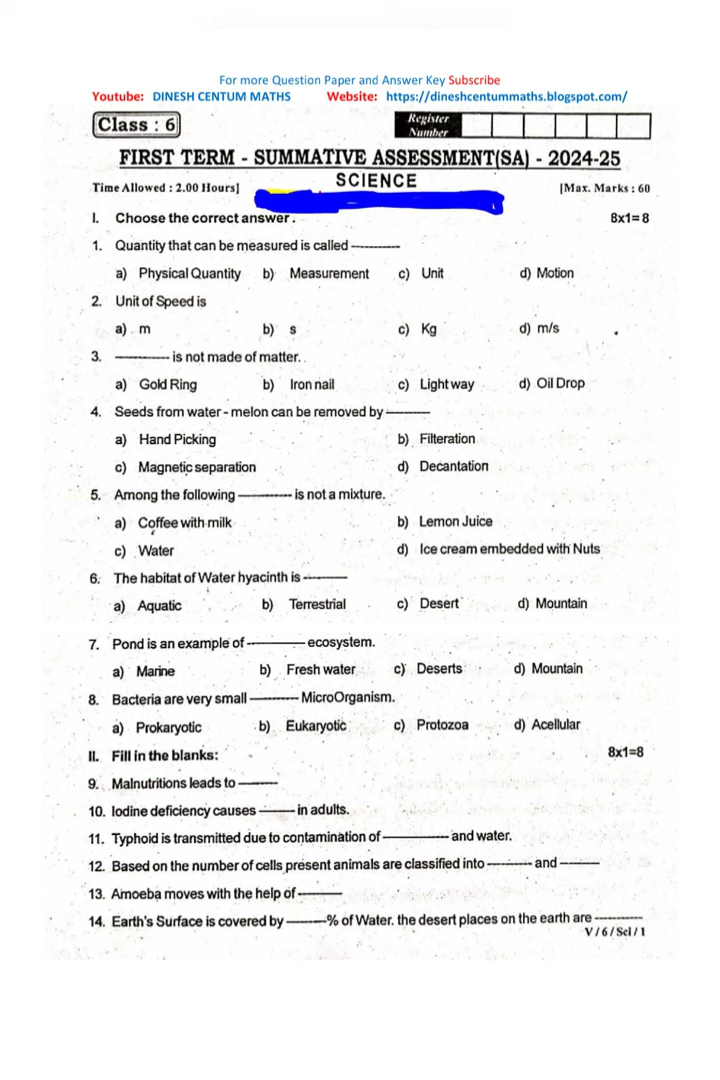 For more Question Paper and Answer Key Subscribe
Youtube: DINESH CENTUM MATHS Website: https://dineshcentummaths.blogspot.com/
Class : 6 Register Number
FIRST TERM - SUMMATIVE ASSESSMENT(SA) - 2024-25
SCIENCE
Time Allowed : 2.00 Hours] [Max. Marks : 60
I. Choose the correct answer. 8x1=8
1. Quantity that can be measured is called ----------
a) Physical Quantity b) Measurement c) Unit d) Motion
2. Unit of Speed is
a) m b) s c) Kg d) m/s
3. ---------- is not made of matter.
a) Gold Ring b) Iron nail c) Light way d) Oil Drop
4. Seeds from water - melon can be removed by ----------
a) Hand Picking b) Filteration
c) Magnetic separation d) Decantation
5. Among the following ---------- is not a mixture.
a) Coffee with milk b) Lemon Juice
c) Water d) Ice cream embedded with Nuts
6. The habitat of Water hyacinth is ----------
a) Aquatic b) Terrestrial c) Desert d) Mountain
7. Pond is an example of ---------- ecosystem.
a) Marine b) Fresh water c) Deserts d) Mountain
8. Bacteria are very small ---------- MicroOrganism.
a) Prokaryotic b) Eukaryotic c) Protozoa d) Acellular
II. Fill in the blanks: 8x1=8
9. Malnutritions leads to ----------
10. Iodine deficiency causes ---------- in adults.
11. Typhoid is transmitted due to contamination of ---------- and water.
12. Based on the number of cells present animals are classified into ---------- and ----------
13. Amoeba moves with the help of ----------
14. Earth's Surface is covered by ----------% of Water. the desert places on the earth are ----------
V/6/Sci/1